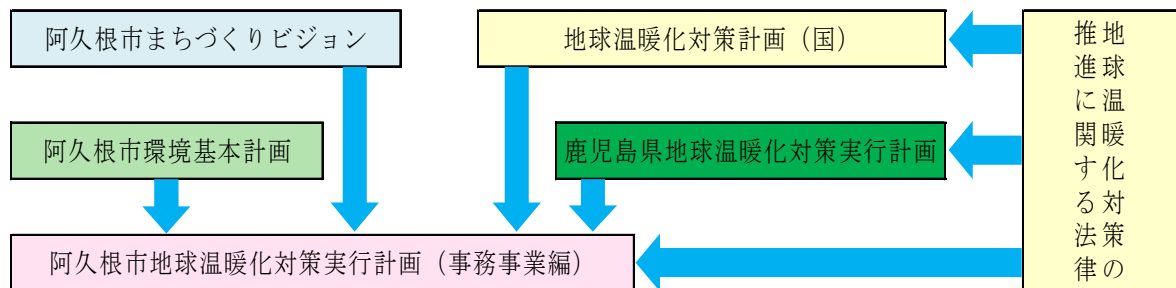 阿久根市まちづくりビジョン
地球温暖化対策計画（国）
阿久根市環境基本計画
鹿児島県地球温暖化対策実行計画
阿久根市地球温暖化対策実行計画（事務事業編）
地球温暖化対策の
推進に関する法律